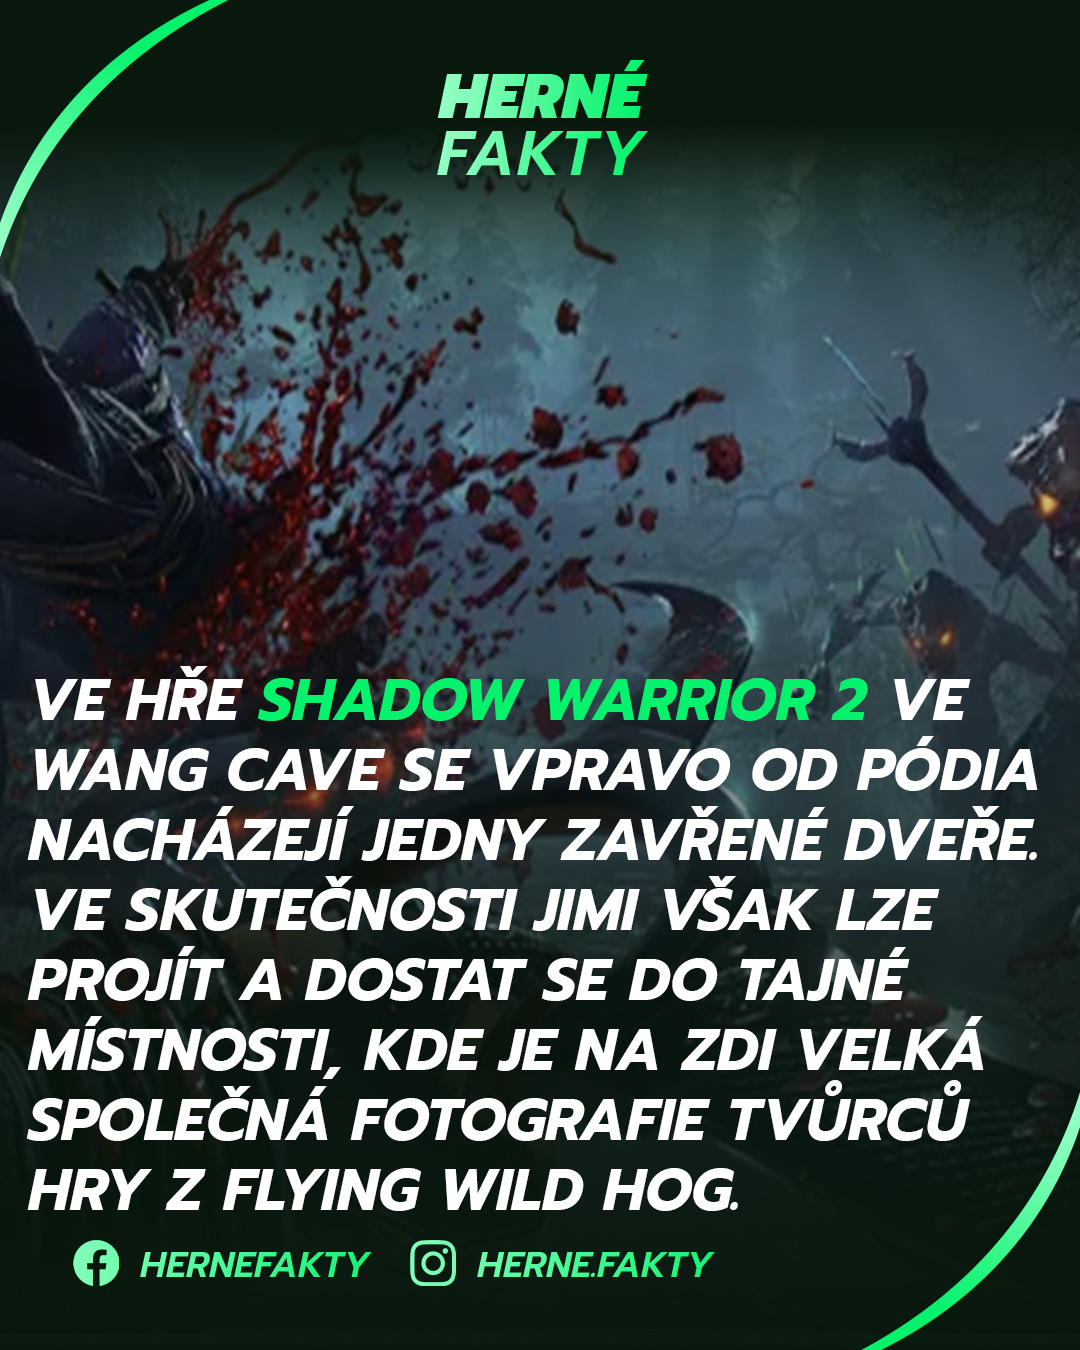 HERNÉ
FAKTY
VE HŘE SHADOW WARRIOR 2 VE
WANG CAVE SE VPRAVO OD PÓDIA
NACHÁZEJÍ JEDNY ZAVŘENÉ DVEŘE.
VE SKUTEČNOSTI JIMI VŠAK LZE
PROJÍT A DOSTAT SE DO TAJNÉ
MÍSTNOSTI, KDE JE NA ZDI VELKÁ
SPOLEČNÁ FOTOGRAFIE TVŮRCŮ
HRY Z FLYING WILD HOG.
HERNEFAKTY HERNE.FAKTY